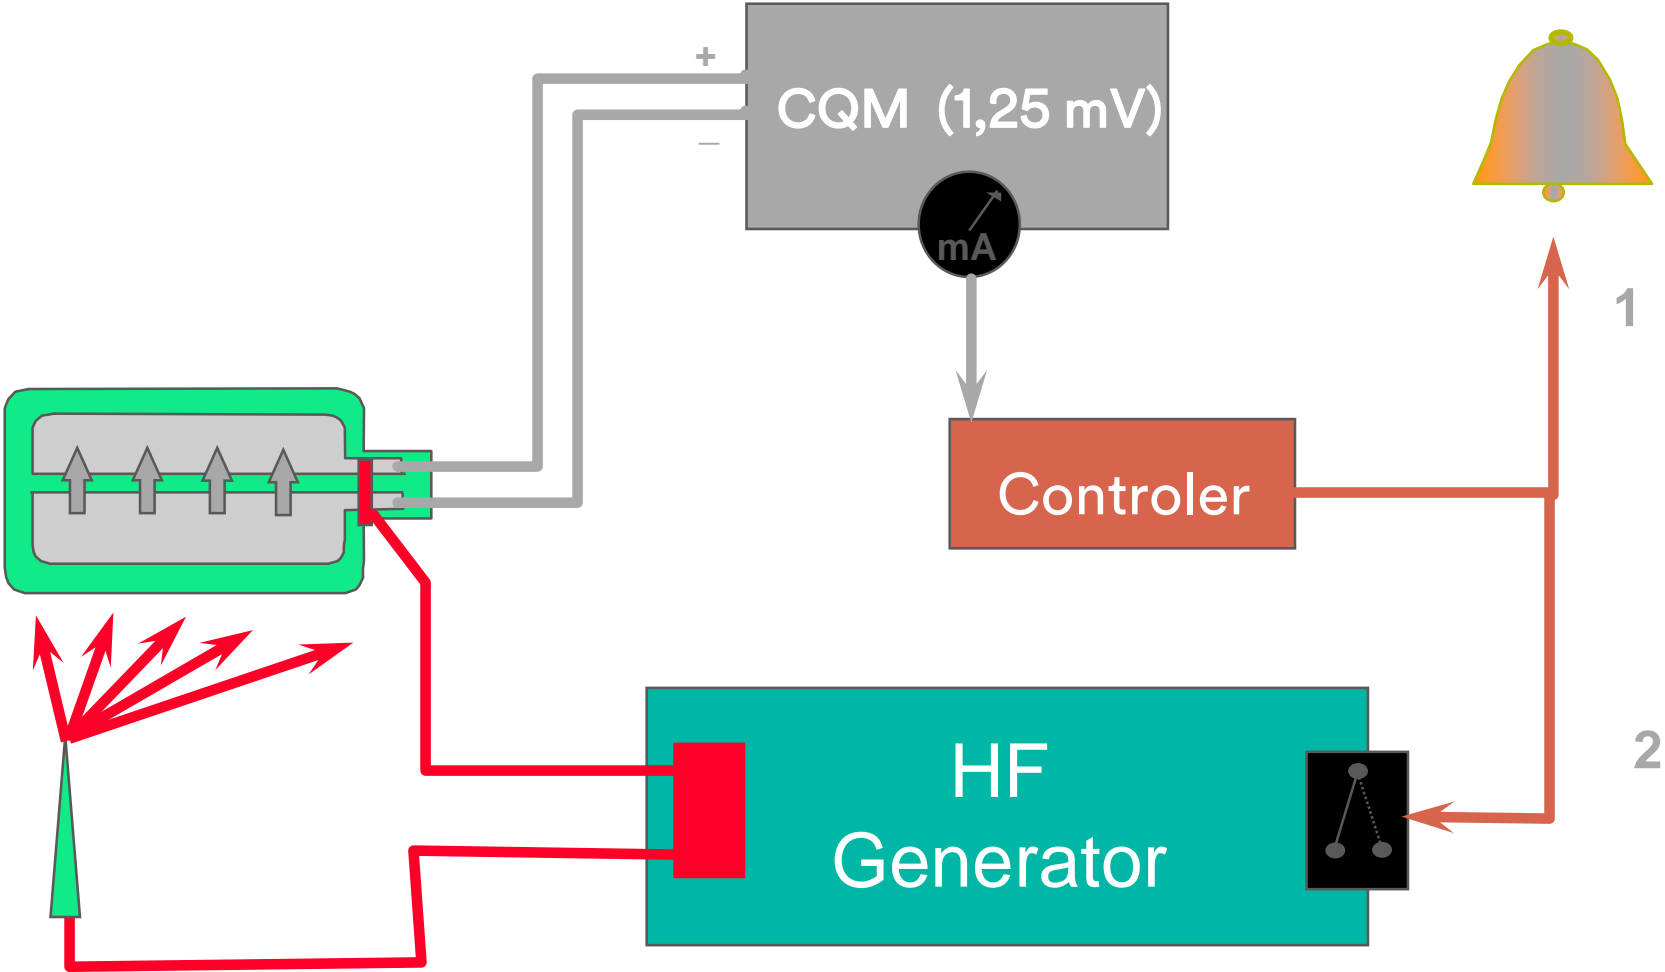 +
CQM (1,25 mV)
–
mA
1
Controler
2
HF
Generator